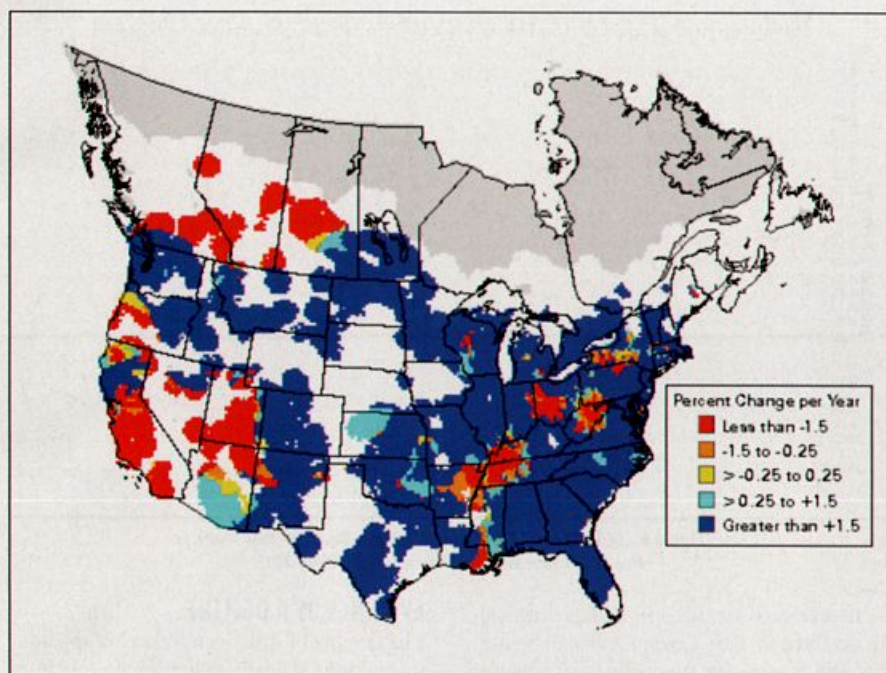 Percent Change per Year
Less than -1.5
-1.5 to -0.25
>-0.25 to 0.25
>0.25 to +1.5
Greater than +1.5